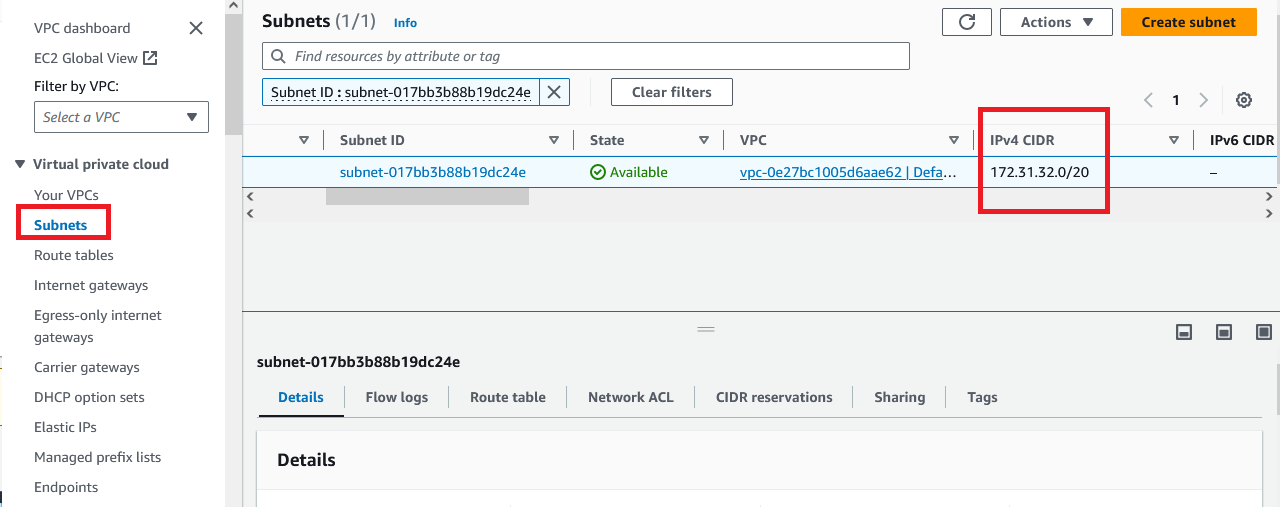 VPC dashboard
EC2 Global View
Filter by VPC:
Select a VPC
Virtual private cloud
Your VPCs
Subnets
Route tables
Internet gateways
Egress-only internet
gateways
Carrier gateways
DHCP option sets
Elastic IPs
Managed prefix lists
Endpoints
Subnets (1/1) Info
Actions
Create subnet
Find resources by attribute or tag
Subnet ID : subnet-017bb3b88b19dc24e
Clear filters
1
Subnet ID State VPC IPv4 CIDR IPv6 CIDR
subnet-017bb3b88b19dc24e Available vpc-0e27bc1005d6aae62 | Defa… 172.31.32.0/20 –
subnet-017bb3b88b19dc24e
Details Flow logs Route table Network ACL CIDR reservations Sharing Tags
Details